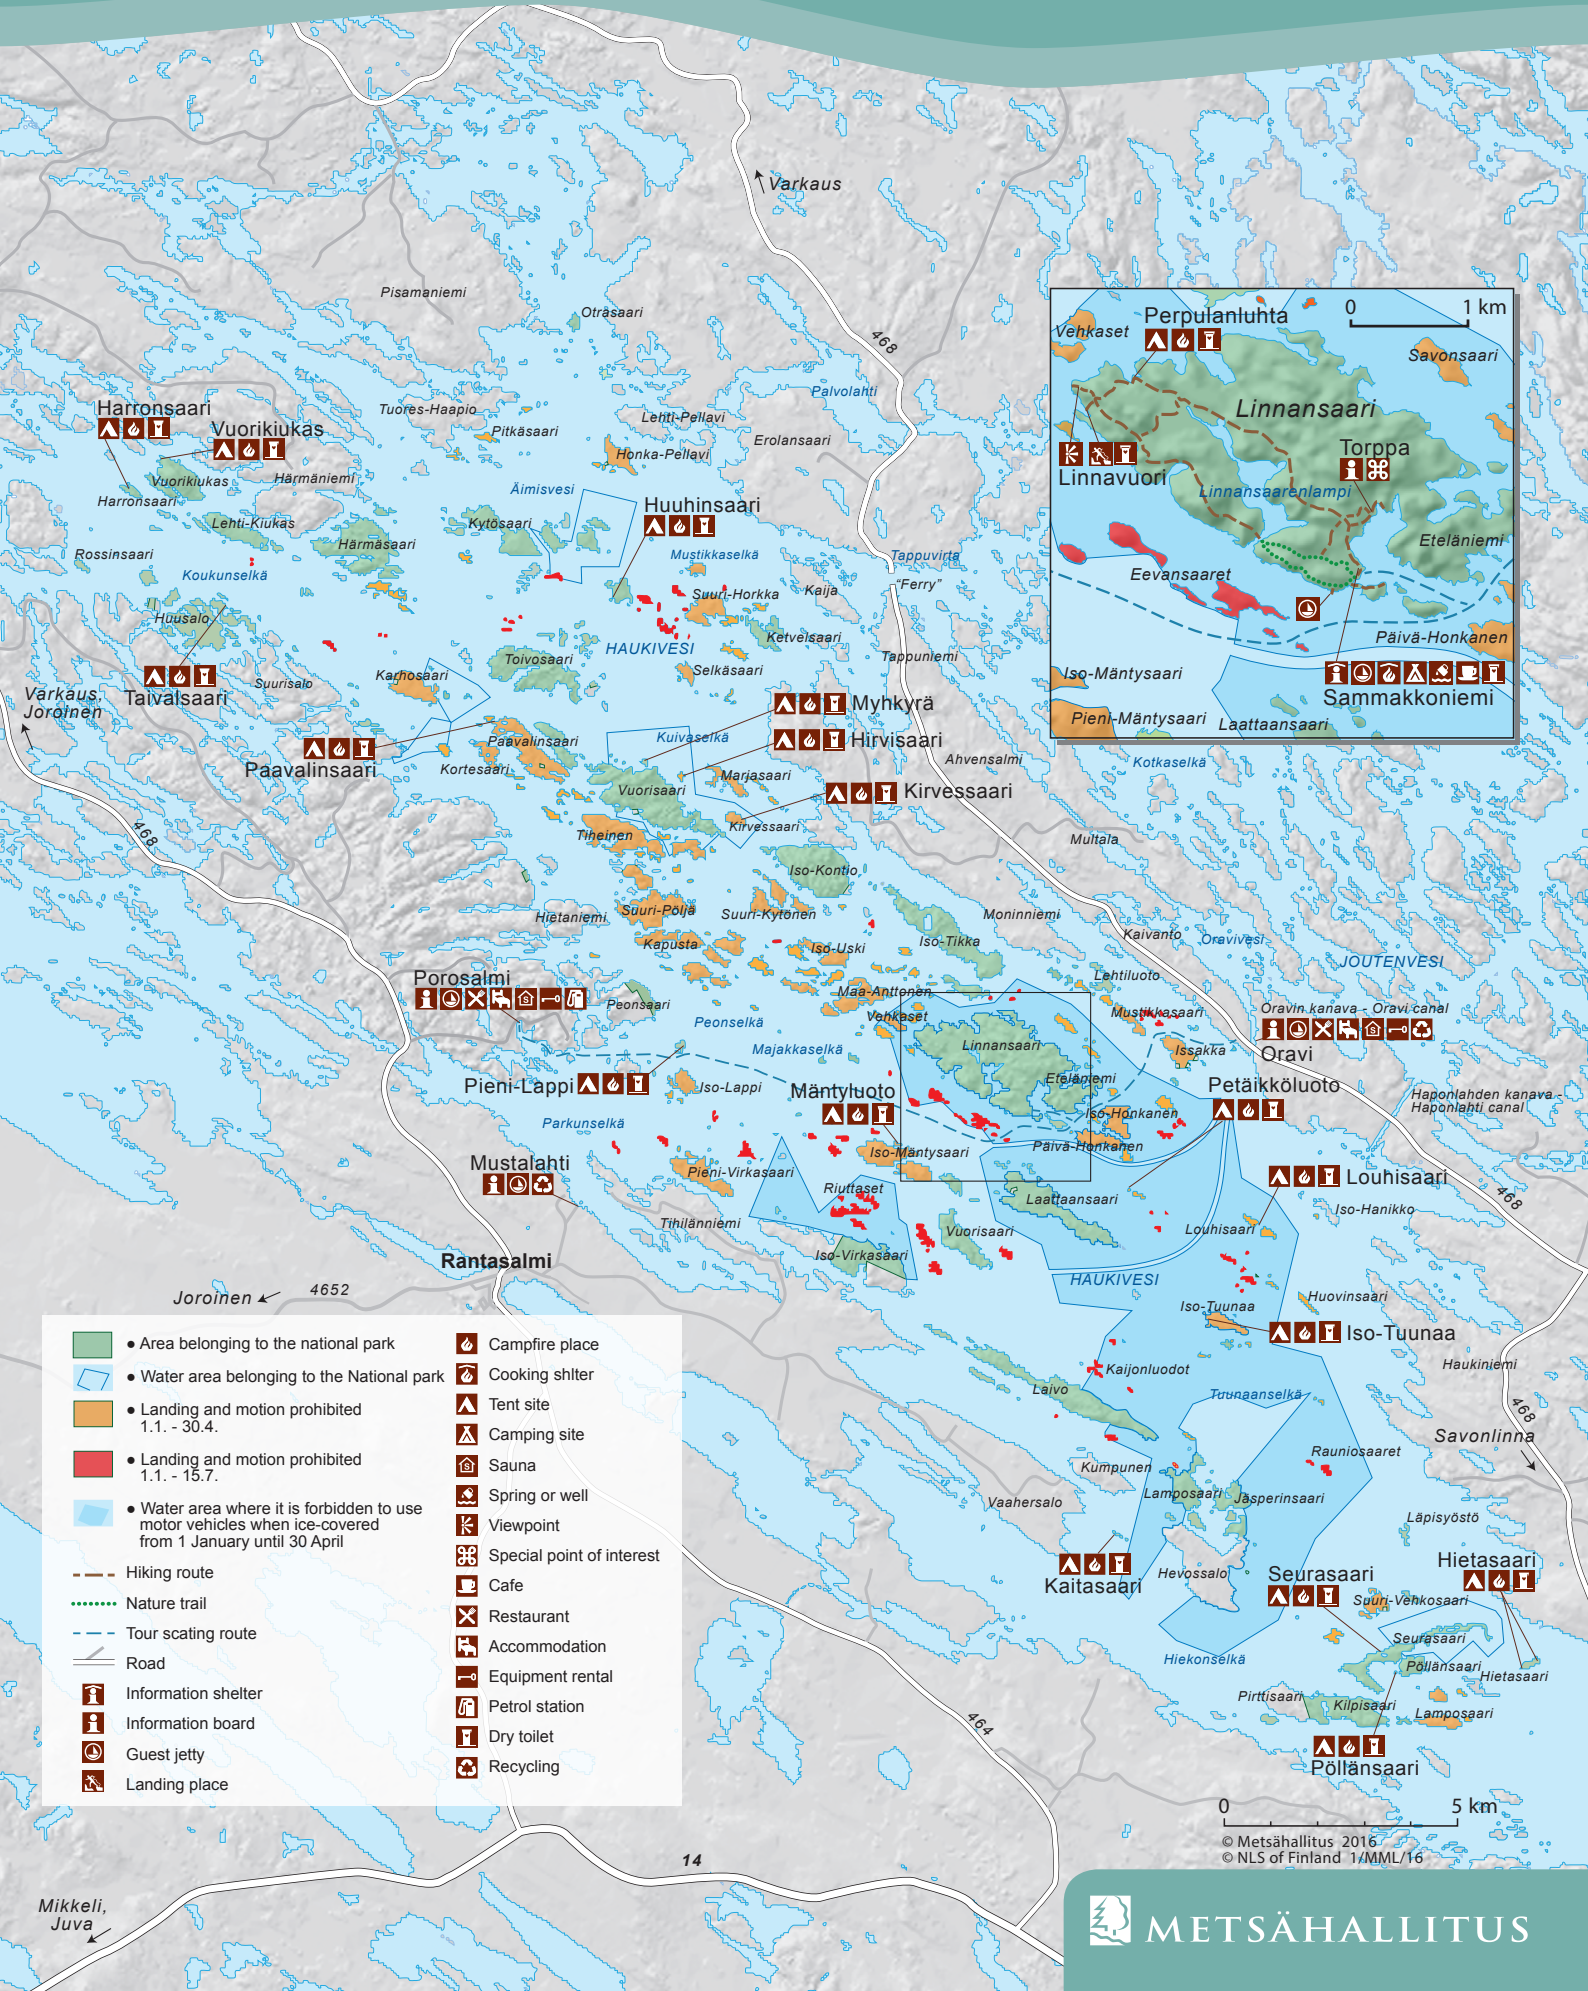 Varkaus
Pisamaniemi
Otrasaari
468
Palvolahti
Harronsaari
Vuorikiukas
Tuores-Haapio
Pitkäsaari
Lehti-Pellavi
Erolansaari
Honka-Pellavi
Vuorikiukas
Härmäniemi
Harronsaari
Äimisvesi
Huuhinsaari
Lehti-Kiukas
Kytösaari
Härmäsaari
Rossinsaari
Koukunselkä
Mustikkaselkä
Tappuvirta
"Ferry"
Suuri-Horkka
Kaija
Huusalo
Ketvelsaari
HAUKIVESI
Toivosaari
Selkäsaari
Tappuniemi
Karhosaari
Suurisalo
Taivalsaari
Varkaus,
Joroinen
Myhkyrä
Kuivaselkä
Hirvisaari
Paavalinsaari
Paavalinsaari
Kortesaari
Marjasaari
Ahvensalmi
Kotkaselkä
Vuorisaari
Kirvessaari
Kirvessaari
468
Tiheinen
Multala
Iso-Kontio
Hietaniemi
Suuri-Pöljä
Suuri-Kytönen
Moninniemi
Kapusta
Iso-Uski
Iso-Tikka
Kaivanto
Oravivesi
JOUTENVESI
Porosalmi
Lehtiluoto
Peonsaari
Maa-Anttonen
Vehkaset
Mustikkasaari
Oravin kanava - Oravi canal
Oravi
Peonselkä
Majakkaselkä
Linnansaari
Issakka
Eteläniemi
Pieni-Lappi
Iso-Lappi
Mäntyluoto
Petäikköluoto
Haponlahden kanava -
Haponlahti canal
Parkunselkä
Iso-Honkanen
Päivä-Honkanen
Iso-Mäntysaari
Mustalahti
Pieni-Virkasaari
Riuttaset
Laattaansaari
Louhisaari
468
Tihilänniemi
Vuorisaari
Louhisaari
Iso-Hanikko
Iso-Virkasaari
Rantasalmi
HAUKIVESI
Joroinen
4652
Iso-Tuunaa
Huovinsaari
Iso-Tuunaa
Haukiniemi
Kaijonluodot
Laivo
Tuunaanselkä
468
Savonlinna
Rauniosaaret
Kumpunen
Vaahersalo
Lamposaari
Jäsperinsaari
Läpisyöstö
Kaitasaari
Hevossalo
Seurasaari
Hietasaari
Suuri-Vehkosaari
Seurasaari
Hiekonselkä
Pöllänsaari
Hietasaari
Pirttisaari
Kilpisaari
Lamposaari
464
Pöllänsaari
14
Mikkeli,
Juva
0 1 km
Perpulanluhta
Vehkaset
Savonsaari
Linnansaari
Torppa
Linnavuori
Linnansaarenlampi
Eteläniemi
Eevansaaret
Päivä-Honkanen
Iso-Mäntysaari
Sammakkoniemi
Pieni-Mäntysaari
Laattaansaari
• Area belonging to the national park
• Water area belonging to the National park
• Landing and motion prohibited
1.1. - 30.4.
• Landing and motion prohibited
1.1. - 15.7.
• Water area where it is forbidden to use
motor vehicles when ice-covered
from 1 January until 30 April
Hiking route
Nature trail
Tour scating route
Road
Information shelter
Information board
Guest jetty
Landing place
Campfire place
Cooking shlter
Tent site
Camping site
Sauna
Spring or well
Viewpoint
Special point of interest
Cafe
Restaurant
Accommodation
Equipment rental
Petrol station
Dry toilet
Recycling
0 5 km
© Metsähallitus 2016
© NLS of Finland 1/MML/16
METSÄHALLITUS